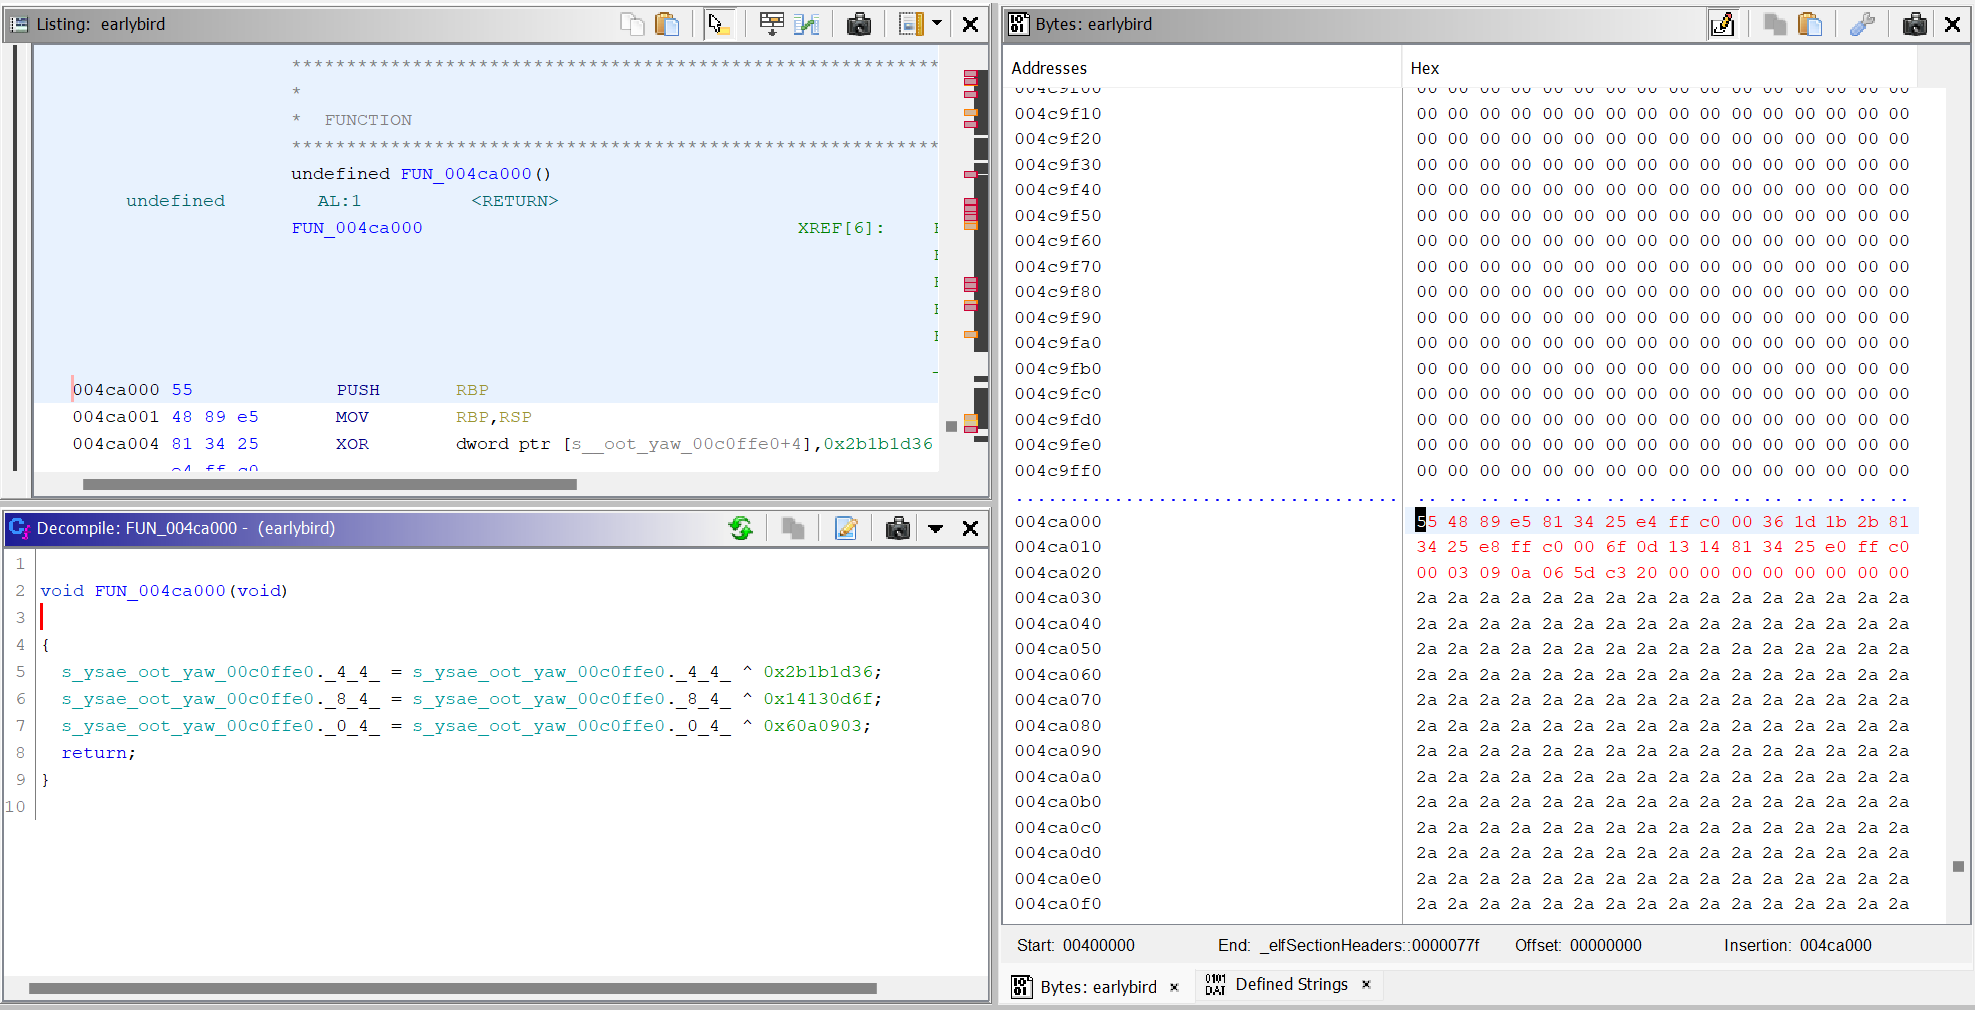 Listing: earlybird
************************************************************
*
* FUNCTION
************************************************************
undefined FUN_004ca000()
undefined AL:1 <RETURN>
FUN_004ca000 XREF[6]:
004ca000 55 PUSH RBP
004ca001 48 89 e5 MOV RBP,RSP
004ca004 81 34 25 XOR dword ptr [s__oot_yaw_00c0ffe0+4],0x2b1b1d36
e4 ff c0
Decompile: FUN_004ca000 - (earlybird)
1
2 void FUN_004ca000(void)
3
4 {
5 s_ysae_oot_yaw_00c0ffe0._4_4_ = s_ysae_oot_yaw_00c0ffe0._4_4_ ^ 0x2b1b1d36;
6 s_ysae_oot_yaw_00c0ffe0._8_4_ = s_ysae_oot_yaw_00c0ffe0._8_4_ ^ 0x14130d6f;
7 s_ysae_oot_yaw_00c0ffe0._0_4_ = s_ysae_oot_yaw_00c0ffe0._0_4_ ^ 0x60a0903;
8 return;
9 }
10
Bytes: earlybird
Addresses Hex
004c9f00 00 00 00 00 00 00 00 00 00 00 00 00 00 00 00 00
004c9f10 00 00 00 00 00 00 00 00 00 00 00 00 00 00 00 00
004c9f20 00 00 00 00 00 00 00 00 00 00 00 00 00 00 00 00
004c9f30 00 00 00 00 00 00 00 00 00 00 00 00 00 00 00 00
004c9f40 00 00 00 00 00 00 00 00 00 00 00 00 00 00 00 00
004c9f50 00 00 00 00 00 00 00 00 00 00 00 00 00 00 00 00
004c9f60 00 00 00 00 00 00 00 00 00 00 00 00 00 00 00 00
004c9f70 00 00 00 00 00 00 00 00 00 00 00 00 00 00 00 00
004c9f80 00 00 00 00 00 00 00 00 00 00 00 00 00 00 00 00
004c9f90 00 00 00 00 00 00 00 00 00 00 00 00 00 00 00 00
004c9fa0 00 00 00 00 00 00 00 00 00 00 00 00 00 00 00 00
004c9fb0 00 00 00 00 00 00 00 00 00 00 00 00 00 00 00 00
004c9fc0 00 00 00 00 00 00 00 00 00 00 00 00 00 00 00 00
004c9fd0 00 00 00 00 00 00 00 00 00 00 00 00 00 00 00 00
004c9fe0 00 00 00 00 00 00 00 00 00 00 00 00 00 00 00 00
004c9ff0 00 00 00 00 00 00 00 00 00 00 00 00 00 00 00 00
................................... .. .. .. .. .. .. .. .. .. .. .. .. .. .. .. ..
004ca000 55 48 89 e5 81 34 25 e4 ff c0 00 36 1d 1b 2b 81
004ca010 34 25 e8 ff c0 00 6f 0d 13 14 81 34 25 e0 ff c0
004ca020 00 03 09 0a 06 5d c3 20 00 00 00 00 00 00 00 00
004ca030 2a 2a 2a 2a 2a 2a 2a 2a 2a 2a 2a 2a 2a 2a 2a 2a
004ca040 2a 2a 2a 2a 2a 2a 2a 2a 2a 2a 2a 2a 2a 2a 2a 2a
004ca050 2a 2a 2a 2a 2a 2a 2a 2a 2a 2a 2a 2a 2a 2a 2a 2a
004ca060 2a 2a 2a 2a 2a 2a 2a 2a 2a 2a 2a 2a 2a 2a 2a 2a
004ca070 2a 2a 2a 2a 2a 2a 2a 2a 2a 2a 2a 2a 2a 2a 2a 2a
004ca080 2a 2a 2a 2a 2a 2a 2a 2a 2a 2a 2a 2a 2a 2a 2a 2a
004ca090 2a 2a 2a 2a 2a 2a 2a 2a 2a 2a 2a 2a 2a 2a 2a 2a
004ca0a0 2a 2a 2a 2a 2a 2a 2a 2a 2a 2a 2a 2a 2a 2a 2a 2a
004ca0b0 2a 2a 2a 2a 2a 2a 2a 2a 2a 2a 2a 2a 2a 2a 2a 2a
004ca0c0 2a 2a 2a 2a 2a 2a 2a 2a 2a 2a 2a 2a 2a 2a 2a 2a
004ca0d0 2a 2a 2a 2a 2a 2a 2a 2a 2a 2a 2a 2a 2a 2a 2a 2a
004ca0e0 2a 2a 2a 2a 2a 2a 2a 2a 2a 2a 2a 2a 2a 2a 2a 2a
004ca0f0 2a 2a 2a 2a 2a 2a 2a 2a 2a 2a 2a 2a 2a 2a 2a 2a
Start: 00400000 End: _elfSectionHeaders::0000077f Offset: 00000000 Insertion: 004ca000
Bytes: earlybird × Defined Strings ×